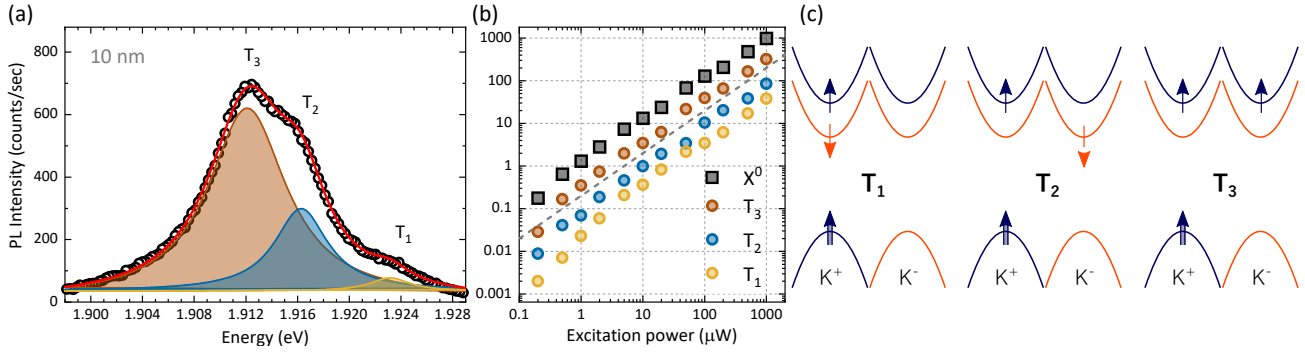 (a)
800
600
400
200
0
PL Intensity (counts/sec)
10 nm
T3
T2
T1
1.900
1.904
1.908
1.912
1.916
1.920
1.924
1.928
Energy (eV)
(b)
1000
100
10
1
0.1
0.01
0.001
X⁰
T3
T2
T1
0.1
1
10
100
1000
Excitation power (μW)
(c)
T1
T2
T3
K⁺
K⁻
K⁺
K⁻
K⁺
K⁻